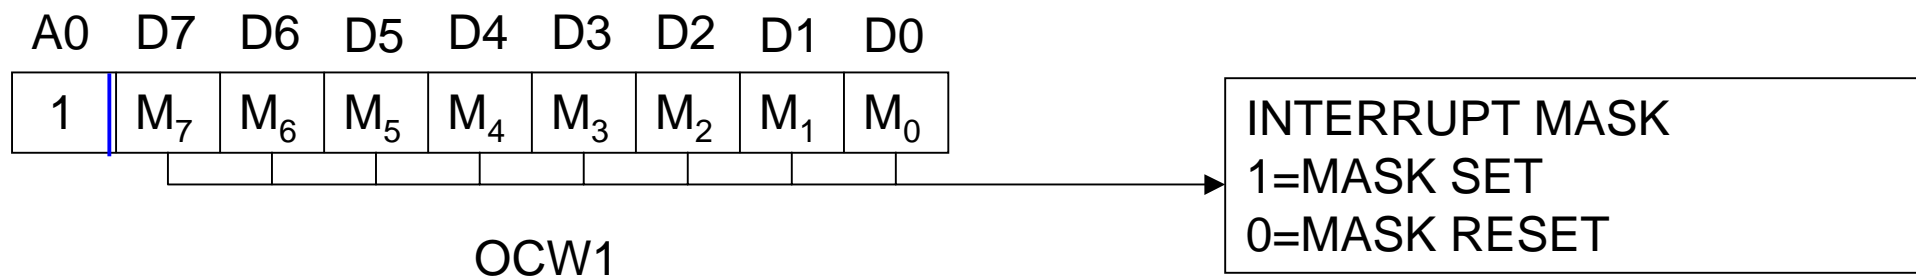 A0 D7 D6 D5 D4 D3 D2 D1 D0
1 M7 M6 M5 M4 M3 M2 M1 M0
INTERRUPT MASK
1=MASK SET
0=MASK RESET
OCW1